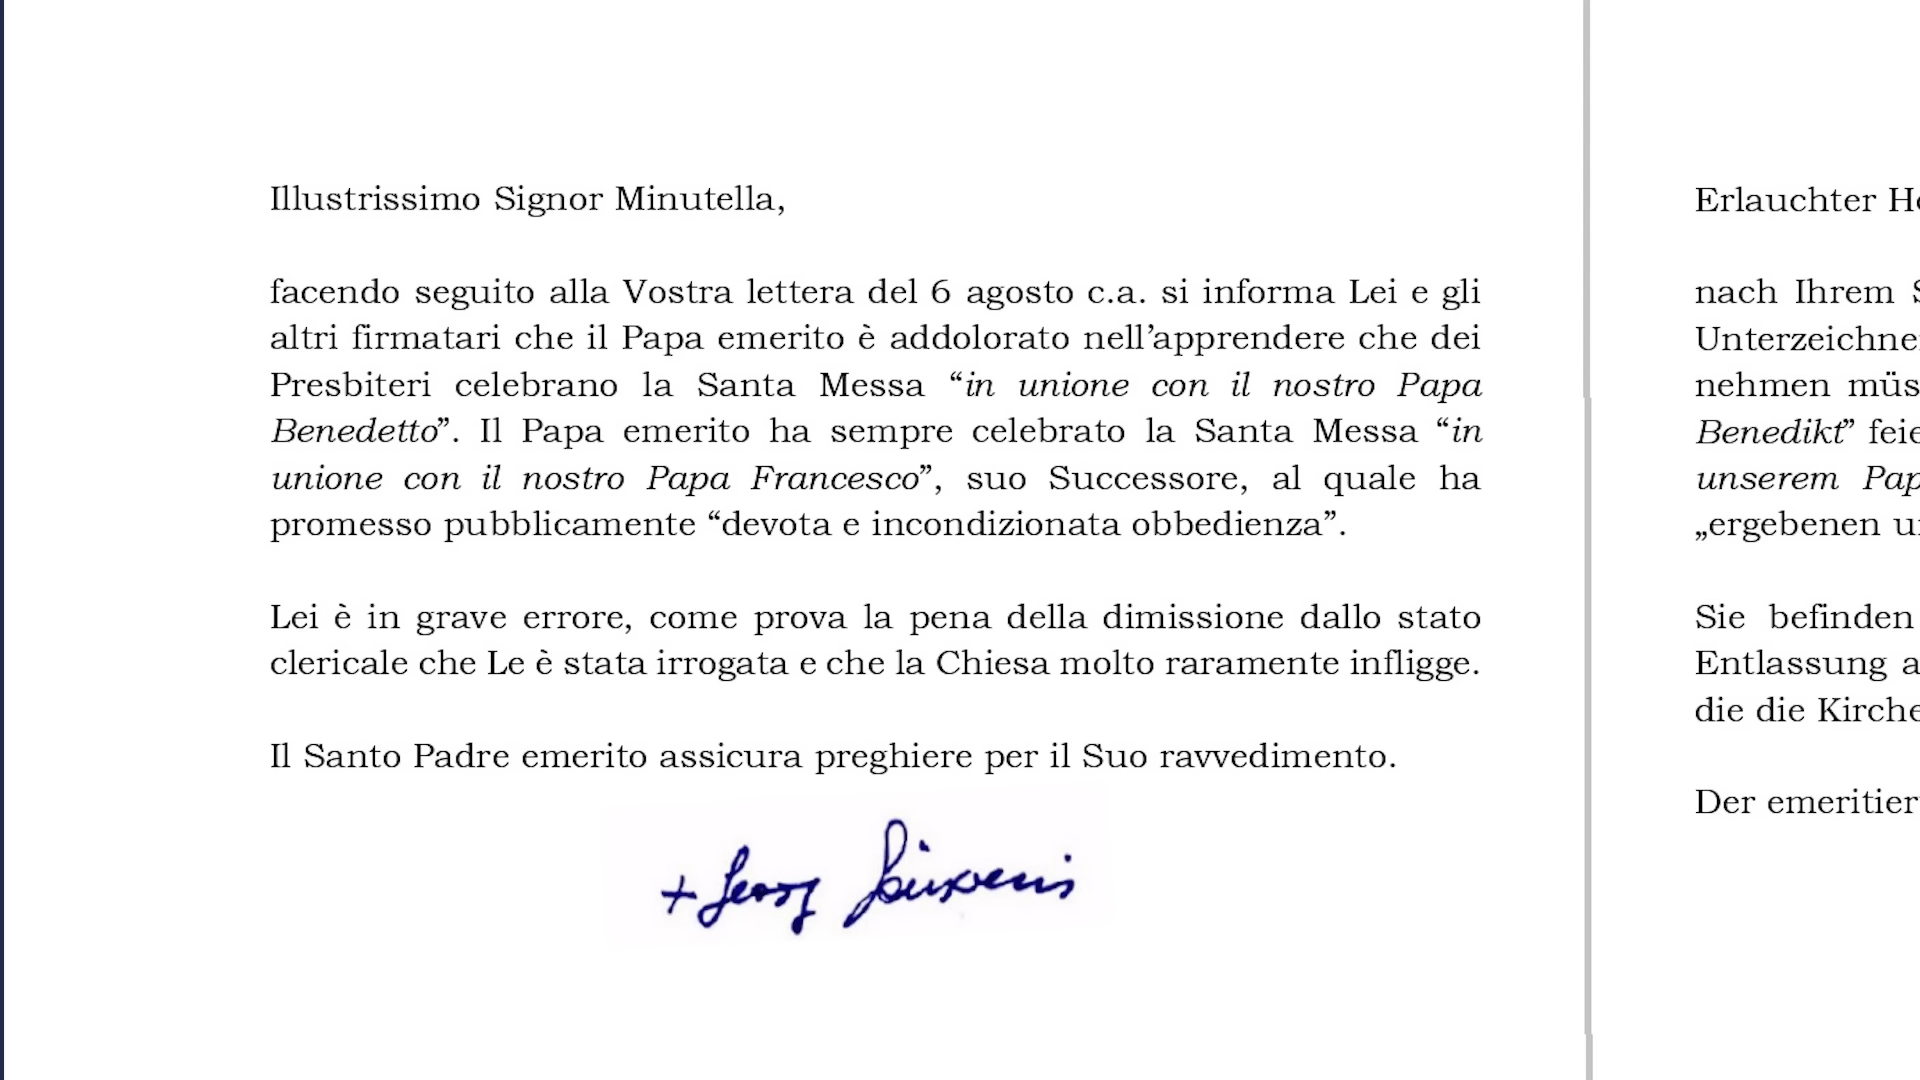 Illustrissimo Signor Minutella,
facendo seguito alla Vostra lettera del 6 agosto c.a. si informa Lei e gli
altri firmatari che il Papa emerito è addolorato nell’apprendere che dei
Presbiteri celebrano la Santa Messa “in unione con il nostro Papa
Benedetto”. Il Papa emerito ha sempre celebrato la Santa Messa “in
unione con il nostro Papa Francesco”, suo Successore, al quale ha
promesso pubblicamente “devota e incondizionata obbedienza”.
Lei è in grave errore, come prova la pena della dimissione dallo stato
clericale che Le è stata irrogata e che la Chiesa molto raramente infligge.
Il Santo Padre emerito assicura preghiere per il Suo ravvedimento.
+ Georg
Erlauchter
nach Ihrem
nehmen
Benedikt” feie
unserem Pap
„ergebenen
Sie befinden
Entlassung
die die Kirche
Der